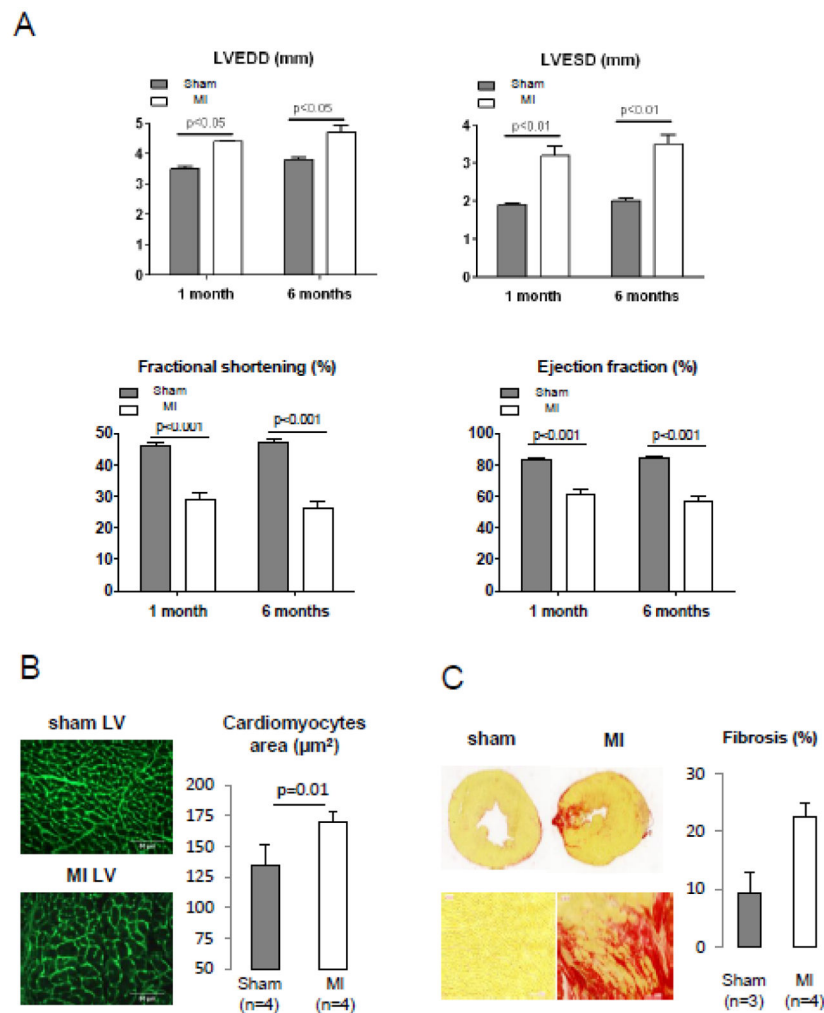 A
LVEDD (mm)
Sham
MI
p<0.05
p<0.05
5
4
3
2
1
0
1 month
6 months
LVESD (mm)
Sham
MI
p<0.01
p<0.01
4
3
2
1
0
1 month
6 months
Fractional shortening (%)
Sham
MI
p<0.001
p<0.001
50
40
30
20
10
0
1 month
6 months
Ejection fraction (%)
Sham
MI
p<0.001
p<0.001
100
80
60
40
20
0
1 month
6 months
B
sham LV
MI LV
Cardiomyocytes
area (µm²)
p=0.01
200
175
150
125
100
75
50
Sham
(n=4)
MI
(n=4)
C
sham
MI
Fibrosis (%)
30
20
10
0
Sham
(n=3)
MI
(n=4)